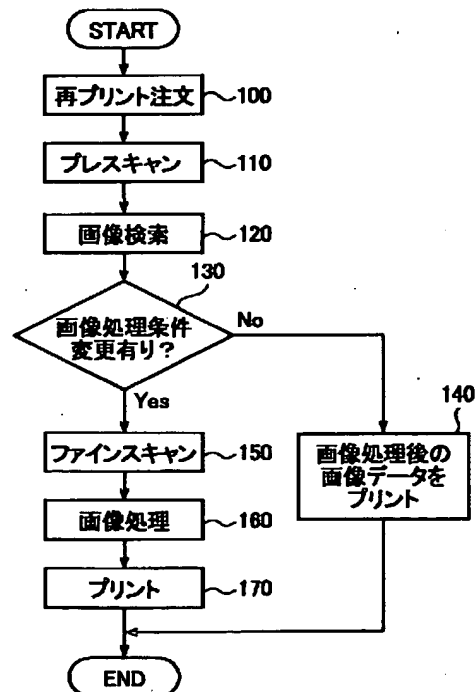 START
再プリント注文
100
プレスキャン
110
画像検索
120
130
画像処理条件
変更有り?
No
Yes
140
画像処理後の
画像データを
プリント
ファインスキャン
150
画像処理
160
プリント
170
END